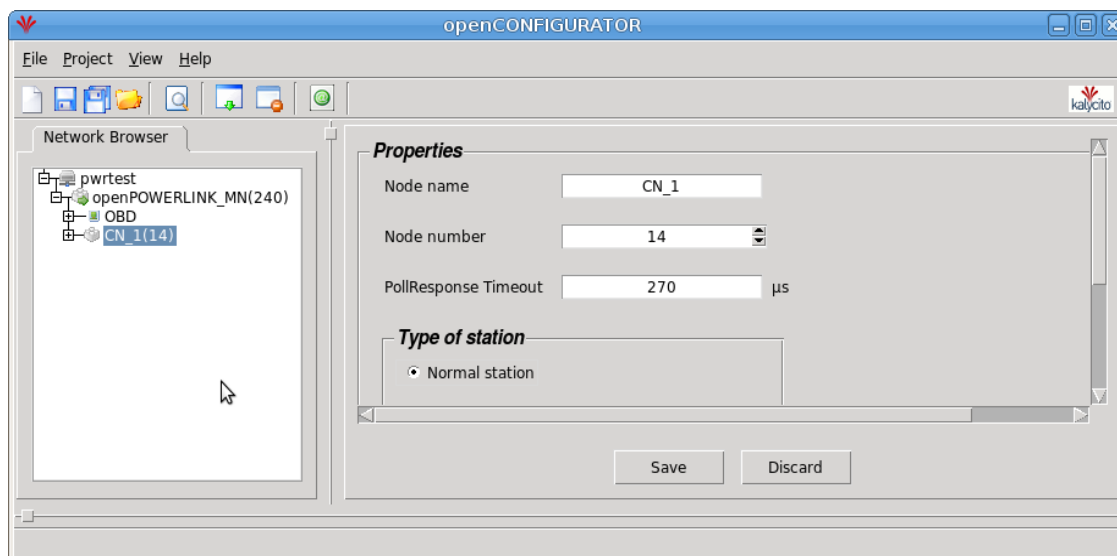 openCONFIGURATOR
File Project View Help
kalycito
Network Browser
pwrtest
openPOWERLINK_MN(240)
OBD
CN_1(14)
Properties
Node name CN_1
Node number 14
PollResponse Timeout 270 µs
Type of station
Normal station
Save Discard